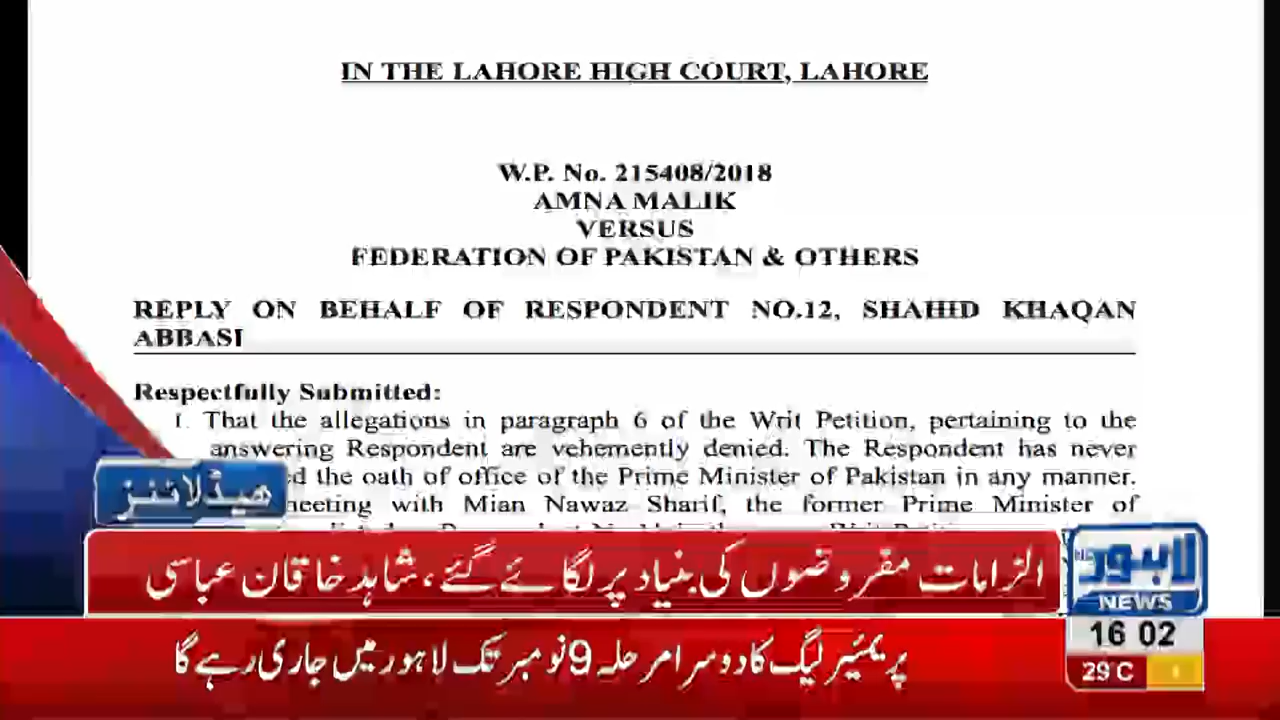 IN THE LAHORE HIGH COURT, LAHORE
W.P. No. 215408/2018
AMNA MALIK
VERSUS
FEDERATION OF PAKISTAN & OTHERS
REPLY ON BEHALF OF RESPONDENT NO.12, SHAHID KHAQAN
ABBASI
Respectfully Submitted:
1. That the allegations in paragraph 6 of the Writ Petition, pertaining to the
answering Respondent are vehemently denied. The Respondent has never
the oath of office of the Prime Minister of Pakistan in any manner.
meeting with Mian Nawaz Sharif, the former Prime Minister of
ہیڈلائنز
الزامات مفروضوں کی بنیاد پر لگائے گئے، شاہد خاقان عباسی
لاہور
NEWS
16 02
29°C
پریمئیر لیگ کا دوسرا مرحلہ 9 نومبر تک لاہور میں جاری رہے گا